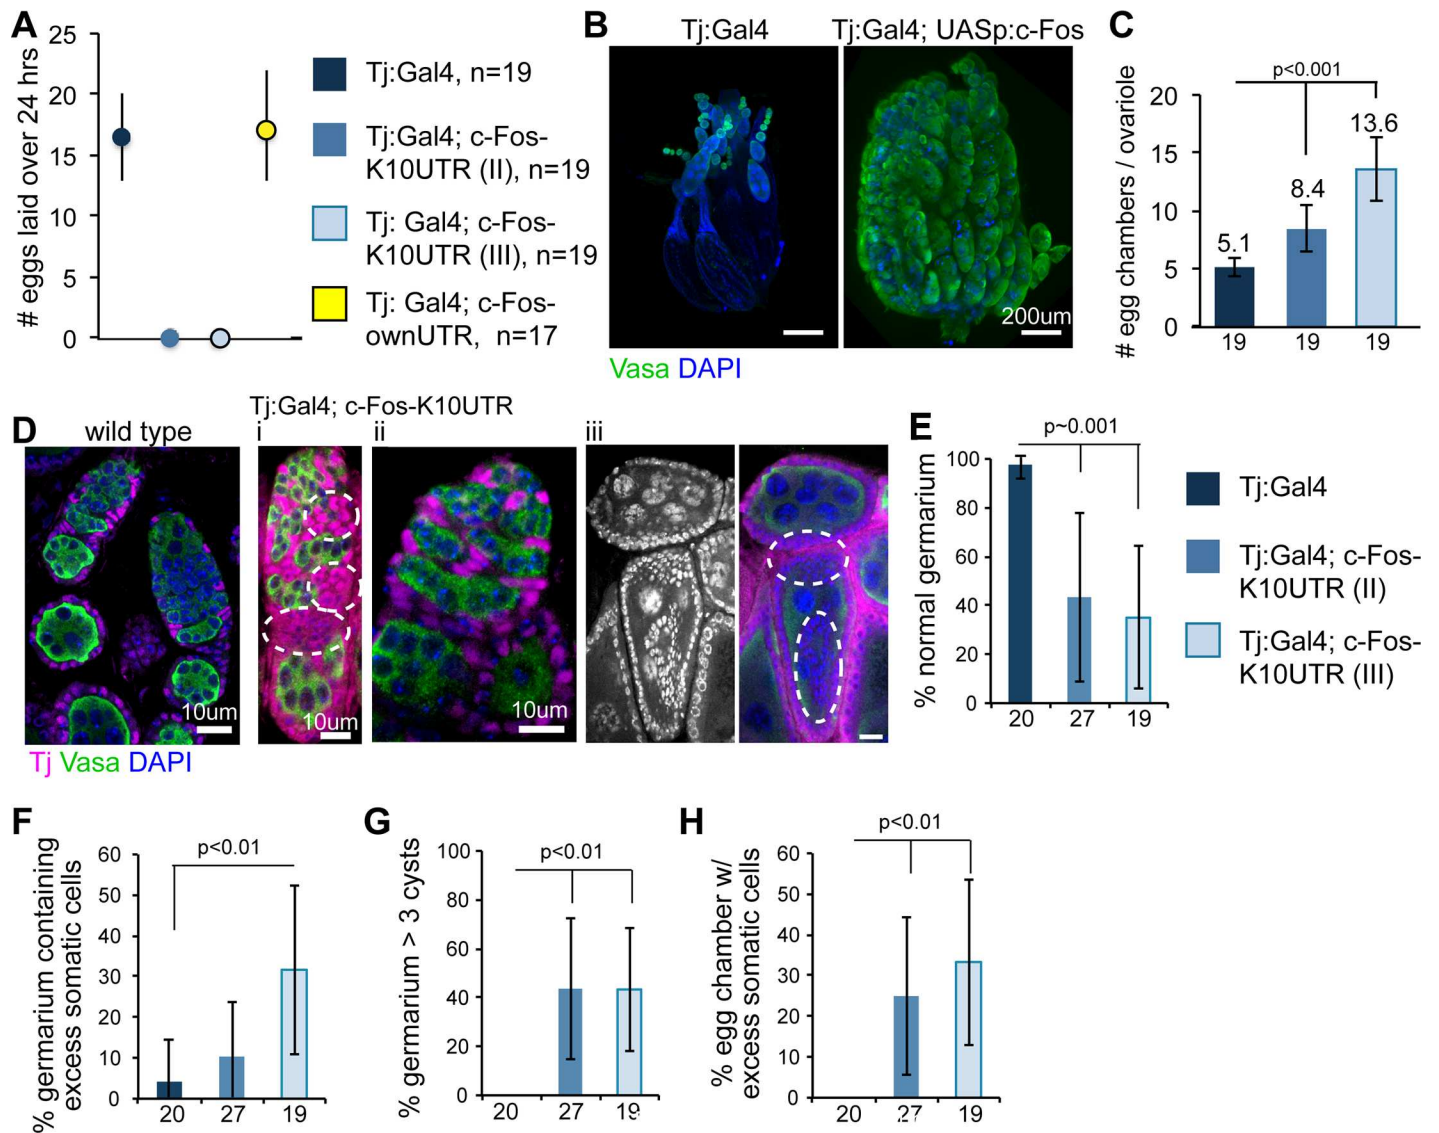 A
# eggs laid over 24 hrs
25
20
15
10
5
0
Tj:Gal4, n=19
Tj:Gal4; c-Fos-
K10UTR (II), n=19
Tj: Gal4; c-Fos-
K10UTR (III), n=19
Tj: Gal4; c-Fos-
ownUTR, n=17
B
Tj:Gal4
Tj:Gal4; UASp:c-Fos
200um
Vasa DAPI
C
# egg chambers / ovariole
20
15
10
5
0
p<0.001
5.1
8.4
13.6
19 19 19
D
wild type
Tj:Gal4; c-Fos-K10UTR
i
ii
iii
10um
10um
10um
Tj Vasa DAPI
E
% normal germarium
100
80
60
40
20
0
p~0.001
20 27 19
Tj:Gal4
Tj:Gal4; c-Fos-
K10UTR (II)
Tj:Gal4; c-Fos-
K10UTR (III)
F
% germarium containing
excess somatic cells
60
50
40
30
20
10
0
p<0.01
20 27 19
G
% germarium > 3 cysts
100
80
60
40
20
0
p<0.01
20 27 19
H
% egg chamber w/
excess somatic cells
60
50
40
30
20
10
0
p<0.01
20 27 19